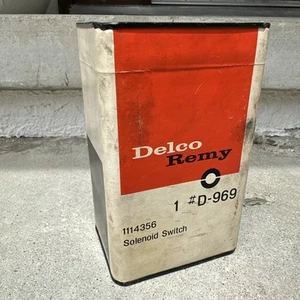 Delco
Remy
1 #D-969
1114356
Solenoid Switch